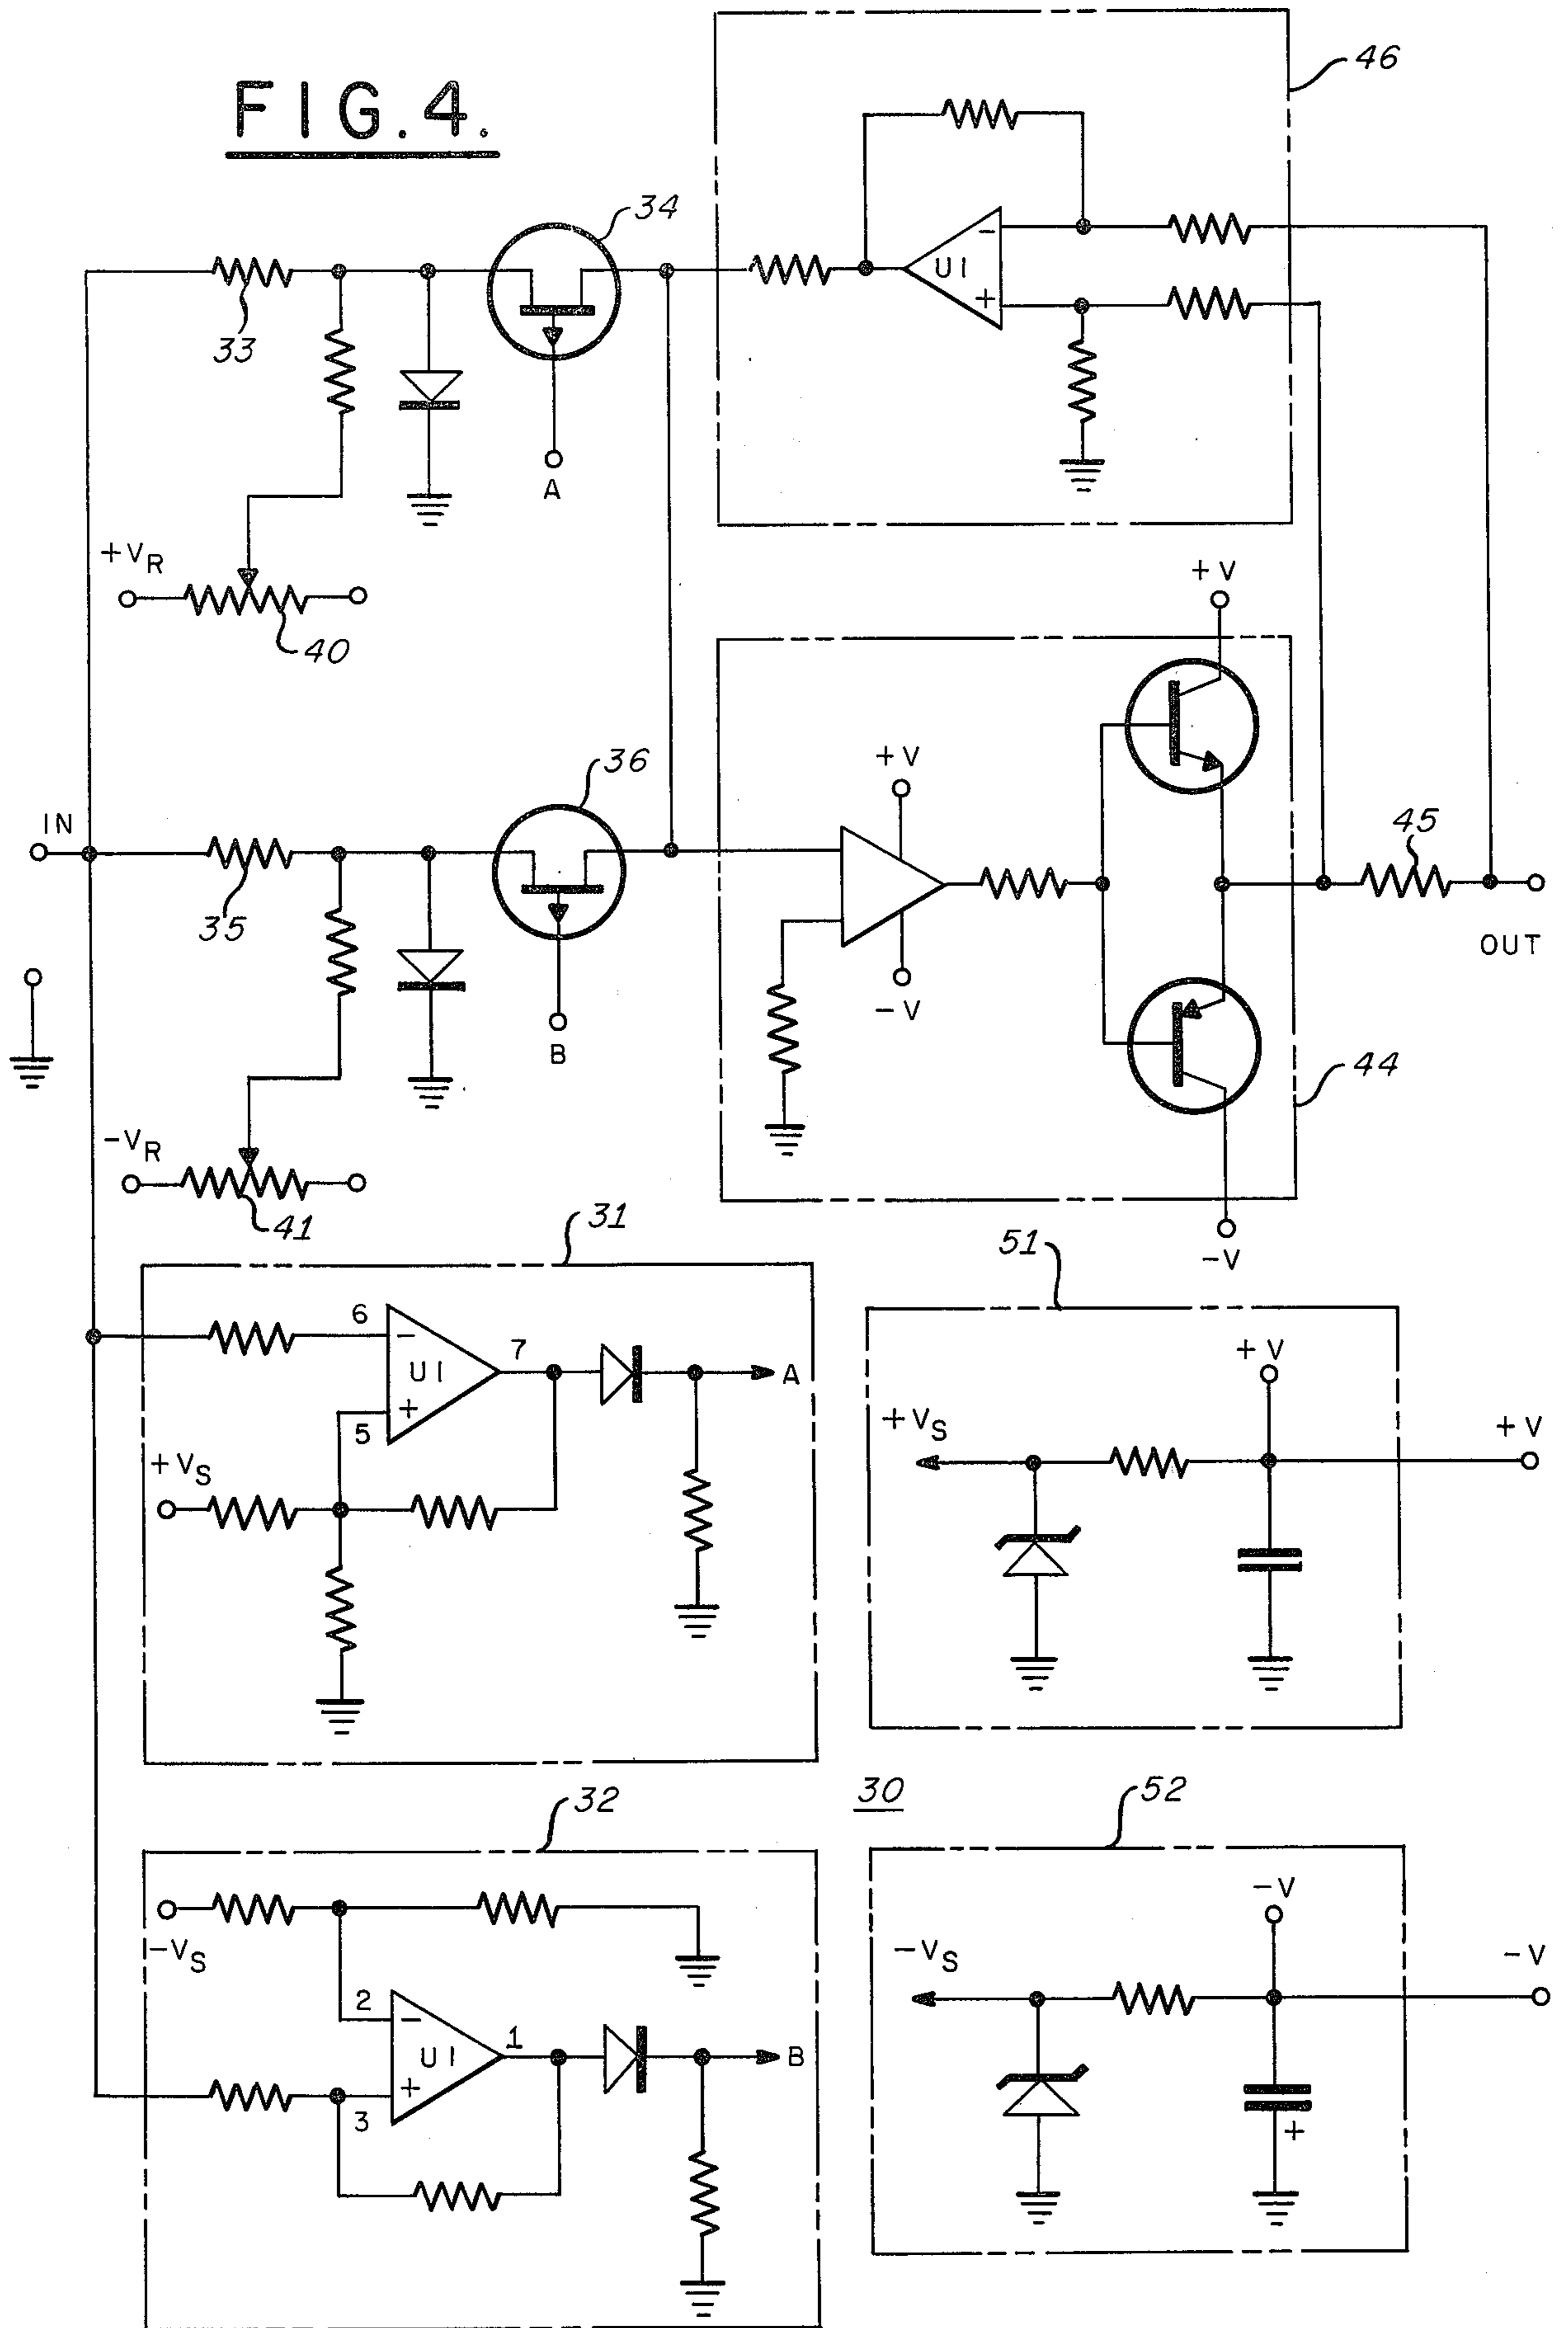 FIG. 4.
46
34
33
A
U1
-
+
+VR
40
+V
36
+V
IN
35
45
B
-V
OUT
44
-VR
41
-V
31
51
6
-
7
U1
A
+
5
+VS
+V
+VS
+V
32
30
52
-VS
-V
-VS
-V
2
-
1
U1
B
+
3
+